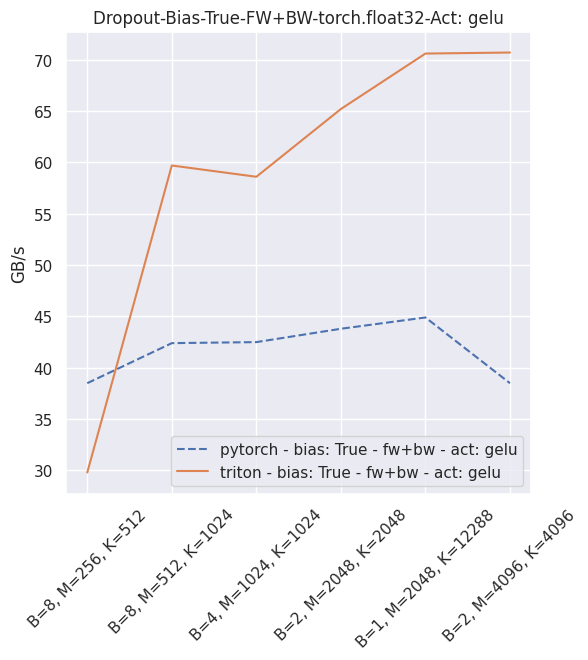 Dropout-Bias-True-FW+BW-torch.float32-Act: gelu
70
65
60
55
50
45
40
35
30
GB/s
pytorch - bias: True - fw+bw - act: gelu
triton - bias: True - fw+bw - act: gelu
B=8, M=256, K=512
B=8, M=512, K=1024
B=4, M=1024, K=1024
B=2, M=2048, K=2048
B=1, M=2048, K=12288
B=2, M=4096, K=4096